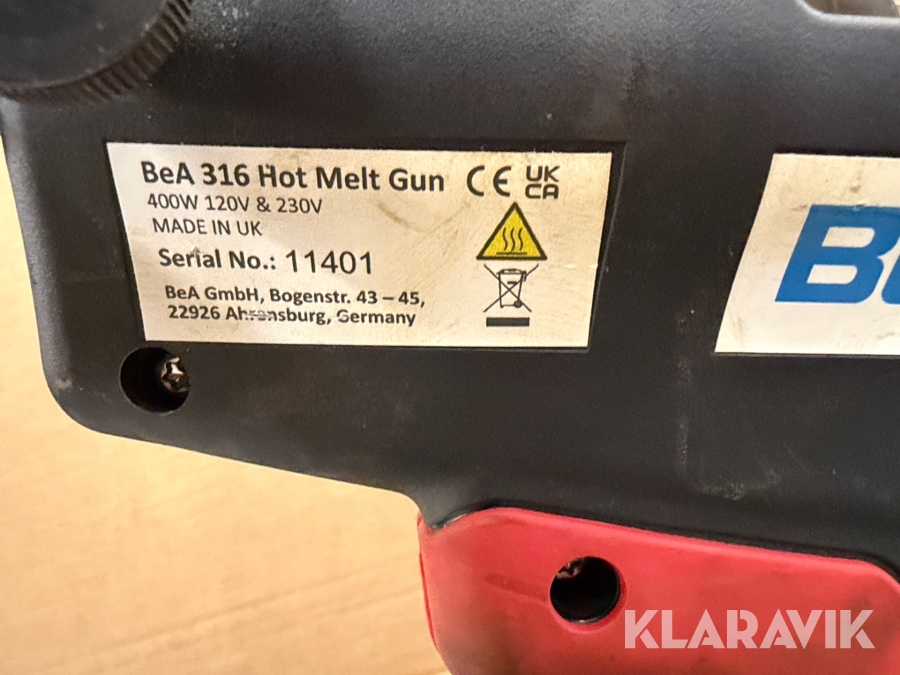 BeA 316 Hot Melt Gun
CE UK CA
400W 120V & 230V
MADE IN UK
Serial No.: 11401
BeA GmbH, Bogenstr. 43 – 45,
22926 Ahrensburg, Germany
Be
KLARAVIK